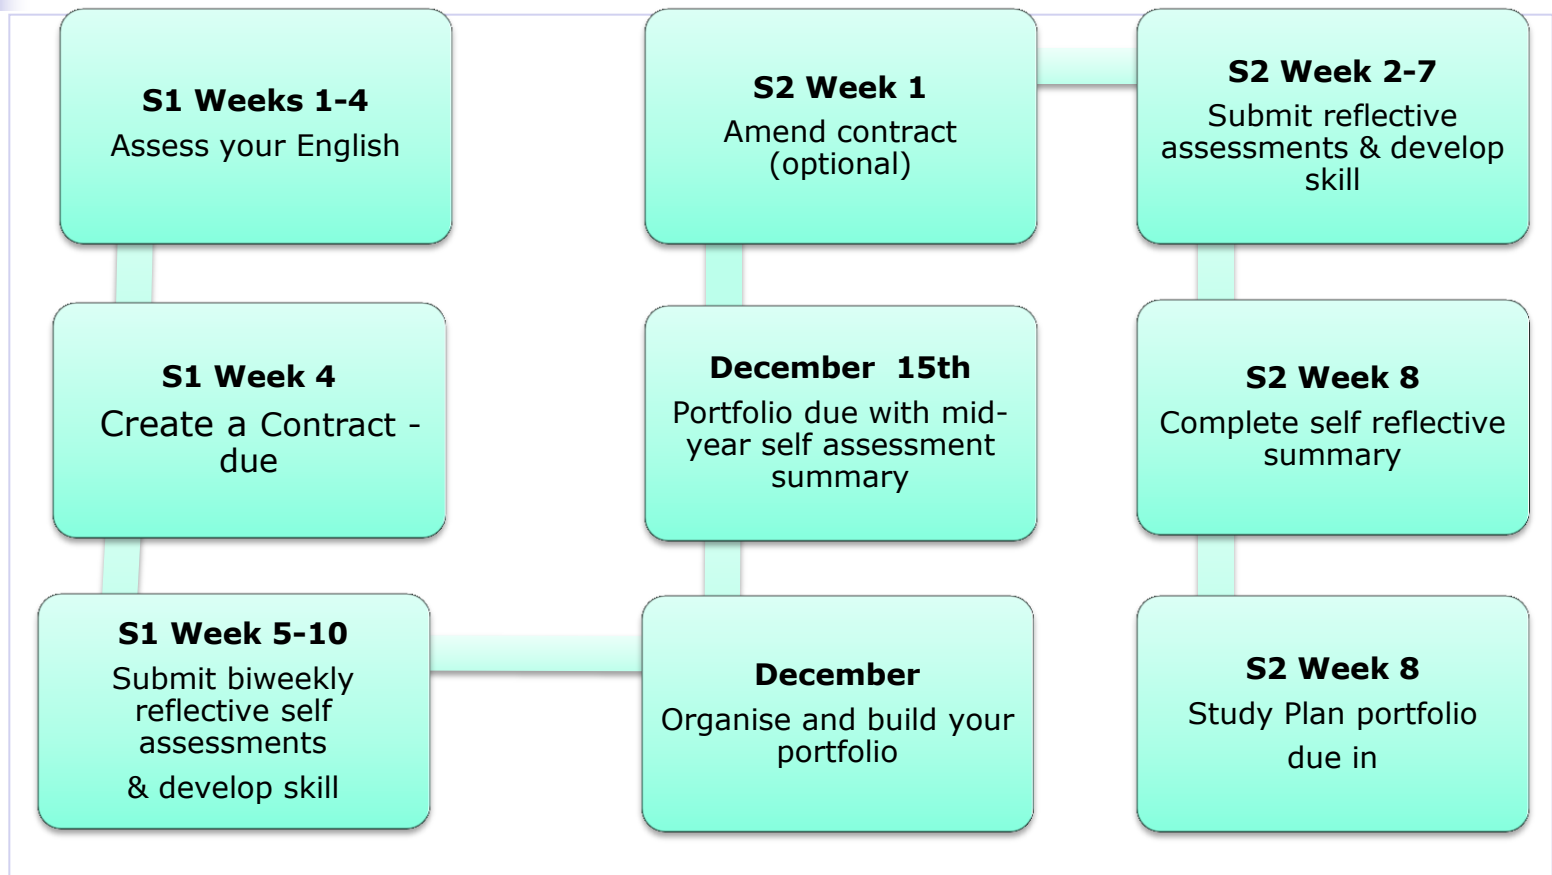 S1 Weeks 1-4
Assess your English
S1 Week 4
Create a Contract -
due
S1 Week 5-10
Submit biweekly
reflective self
assessments
& develop skill
December
Organise and build your
portfolio
December  15th
Portfolio due with mid-
year self assessment
summary
S2 Week 1
Amend contract
(optional)
S2 Week 2-7
Submit reflective
assessments & develop
skill
S2 Week 8
Complete self reflective
summary
S2 Week 8
Study Plan portfolio
due in